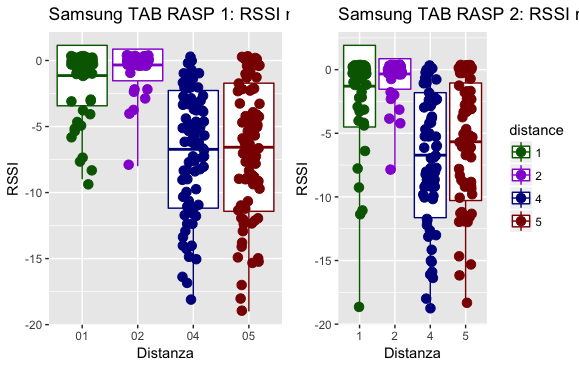 Samsung TAB RASP 1: RSSI
Samsung TAB RASP 2: RSSI
RSSI
0
-5
-10
-15
-20
01 02 04 05
Distanza
RSSI
0
-5
-10
-15
-20
1 2 4 5
Distanza
distance
1
2
4
5